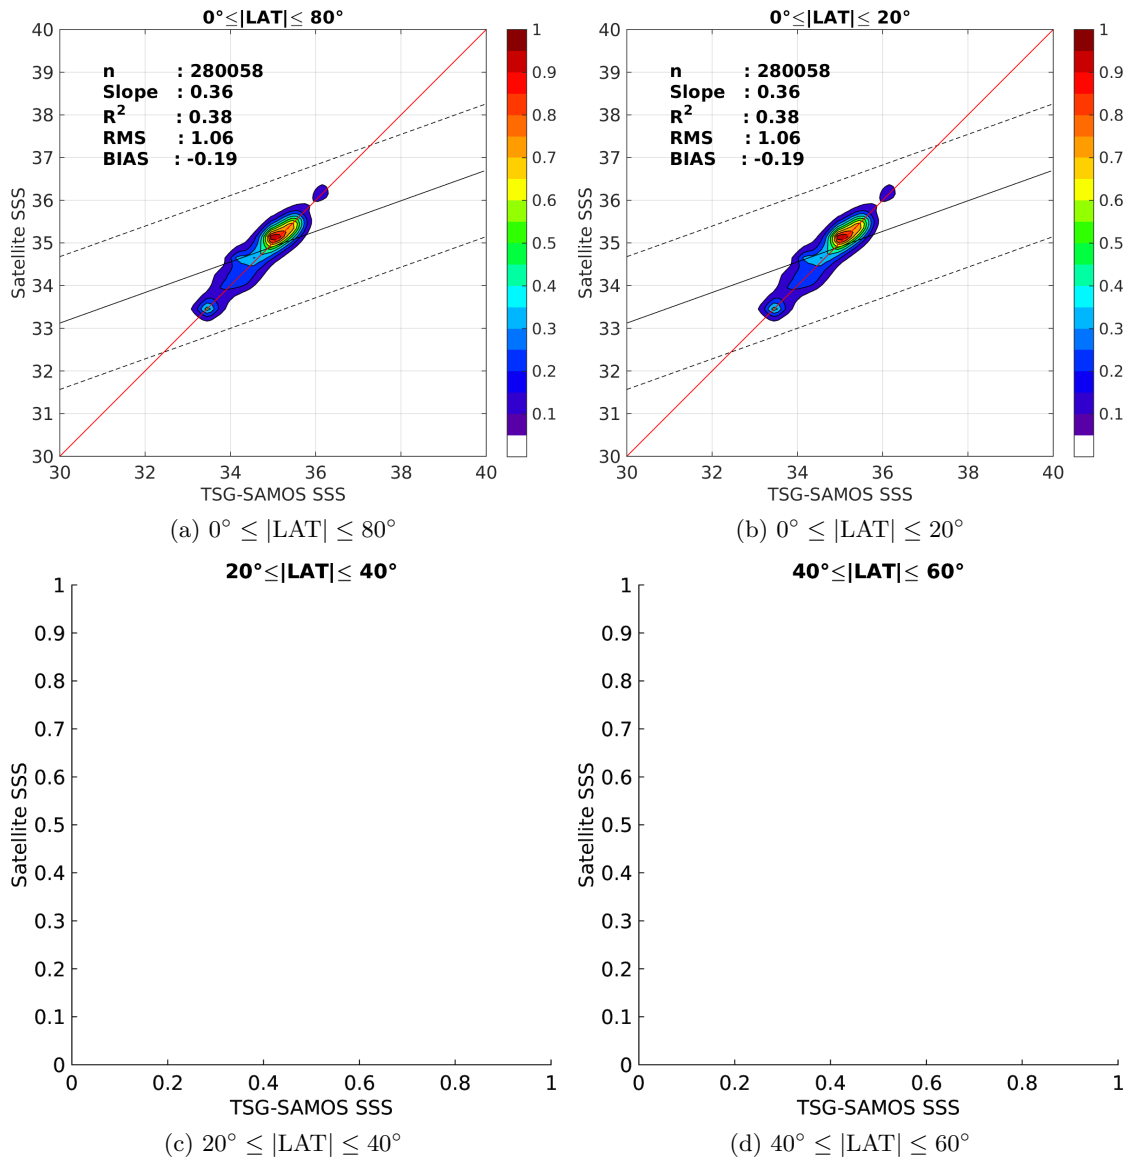 0°≤|LAT|≤ 80°
40
39
38
37
36
35
34
33
32
31
30
Satellite SSS
n : 280058
Slope : 0.36
R² : 0.38
RMS : 1.06
BIAS : -0.19
30 32 34 36 38 40
TSG-SAMOS SSS
1
0.9
0.8
0.7
0.6
0.5
0.4
0.3
0.2
0.1
(a) 0° ≤ |LAT| ≤ 80°
0°≤|LAT|≤ 20°
40
39
38
37
36
35
34
33
32
31
30
Satellite SSS
n : 280058
Slope : 0.36
R² : 0.38
RMS : 1.06
BIAS : -0.19
30 32 34 36 38 40
TSG-SAMOS SSS
1
0.9
0.8
0.7
0.6
0.5
0.4
0.3
0.2
0.1
(b) 0° ≤ |LAT| ≤ 20°
20°≤|LAT|≤ 40°
1
0.9
0.8
0.7
0.6
0.5
0.4
0.3
0.2
0.1
0
Satellite SSS
0 0.2 0.4 0.6 0.8 1
TSG-SAMOS SSS
(c) 20° ≤ |LAT| ≤ 40°
40°≤|LAT|≤ 60°
1
0.9
0.8
0.7
0.6
0.5
0.4
0.3
0.2
0.1
0
Satellite SSS
0 0.2 0.4 0.6 0.8 1
TSG-SAMOS SSS
(d) 40° ≤ |LAT| ≤ 60°